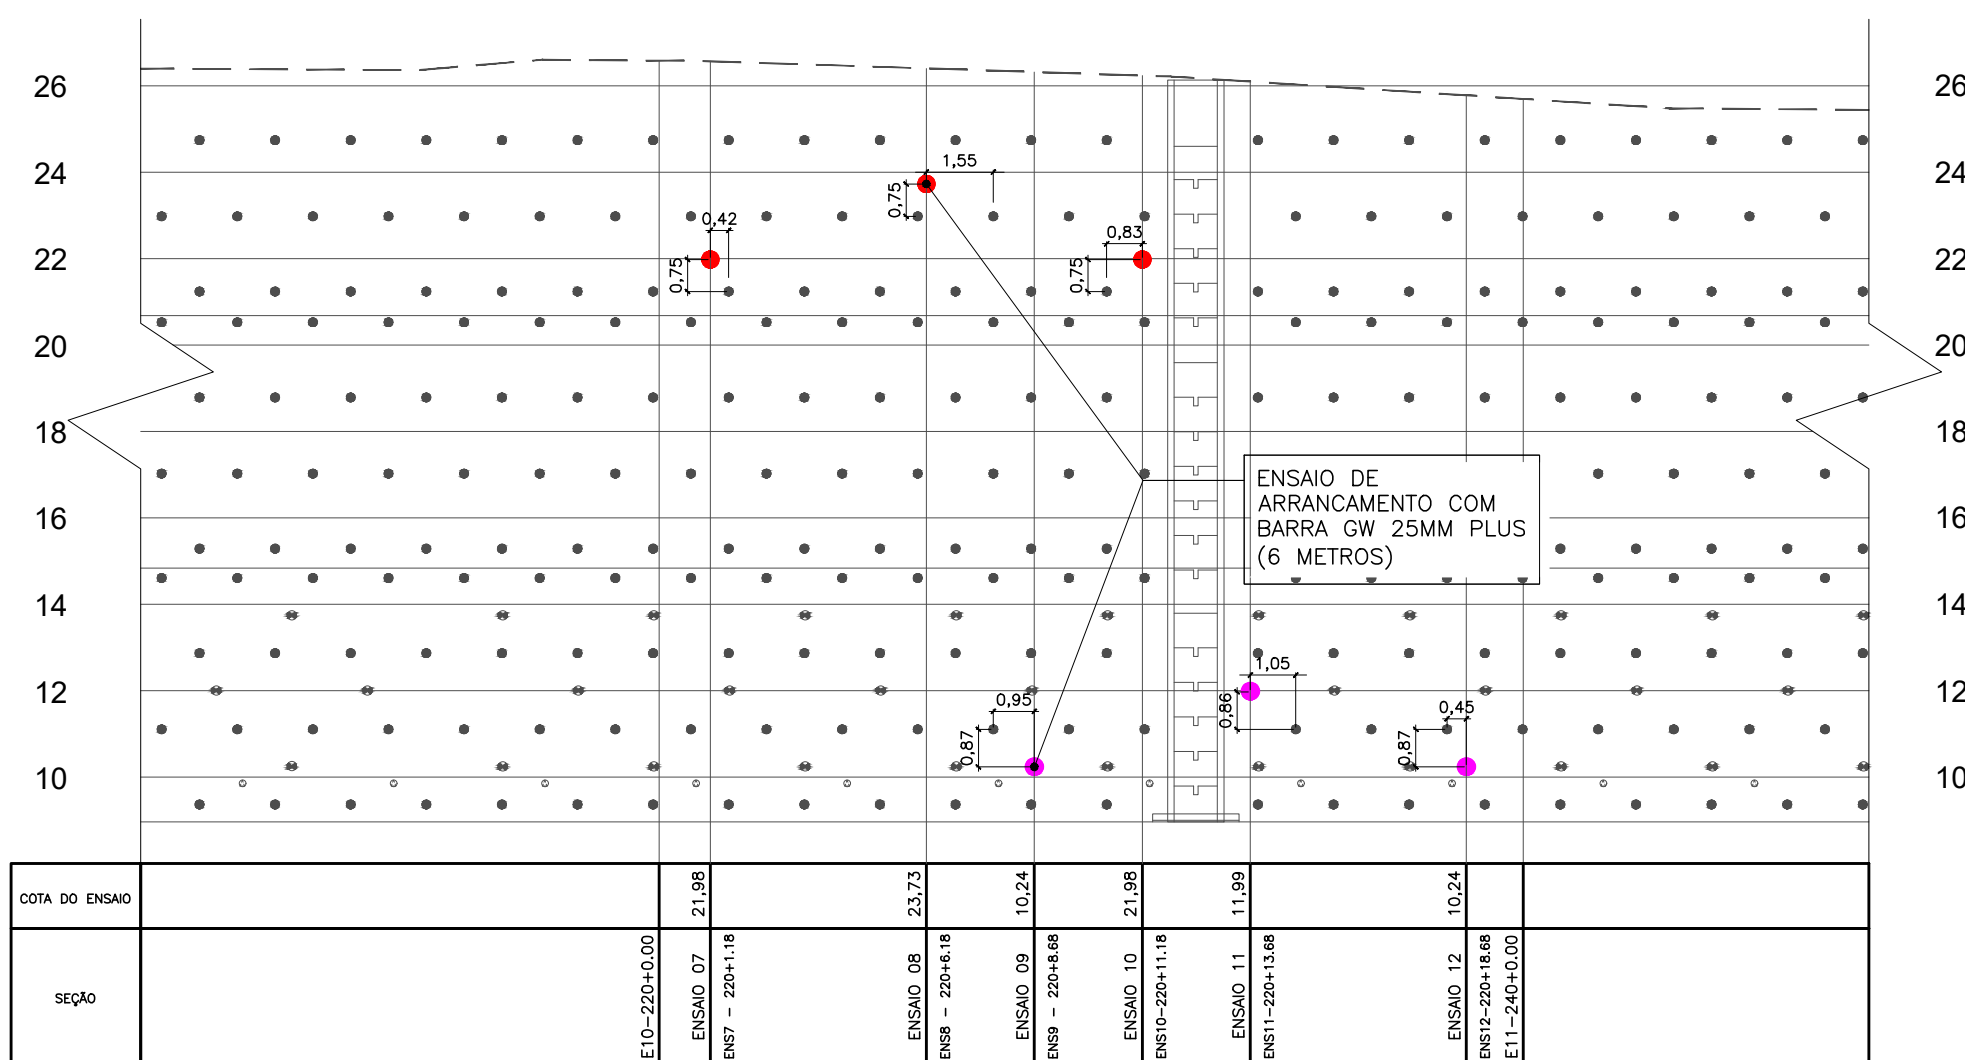 26
26
24
24
22
22
20
20
18
18
16
16
14
14
12
12
10
10
1,55
0,75
0,42
0,75
0,83
0,75
ENSAIO DE
ARRANCAMENTO COM
BARRA GW 25MM PLUS
(6 METROS)
1,05
0,86
0,95
0,87
0,45
0,87
COTA DO ENSAIO
21,98
23,73
10,24
21,98
11,99
10,24
SEÇÃO
E10-220+0.00
ENSAIO 07
ENS7 - 220+1.18
ENSAIO 08
ENS8 - 220+6.18
ENSAIO 09
ENS9 - 220+8.68
ENSAIO 10
ENS10-220+11.18
ENSAIO 11
ENS11-220+13.68
ENSAIO 12
ENS12-220+18.68
E11-240+0.00